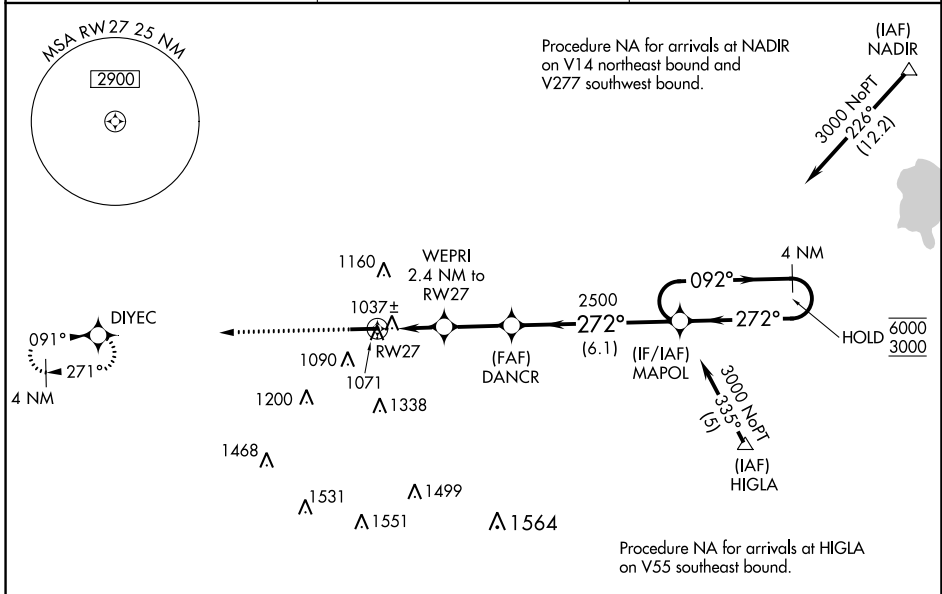 MSA RW27 25 NM
2900
Procedure NA for arrivals at NADIR
on V14 northeast bound and
V277 southwest bound.
(IAF)
NADIR
3000 NoPT
226°
(12.2)
1160
WEPRI
2.4 NM to
RW27
4 NM
092°
1037±
2500
DIYEC
091°
272°
272°
HOLD
6000
3000
RW27
(6.1)
271°
1090
(FAF)
DANCR
(IF/IAF)
MAPOL
4 NM
1071
3000 NoPT
335°
(5)
1200
1338
1468
(IAF)
HIGLA
1499
1531
1551
1564
Procedure NA for arrivals at HIGLA
on V55 southeast bound.